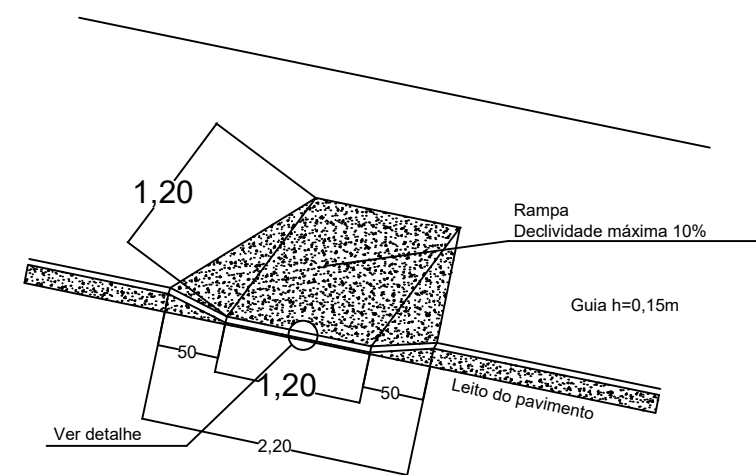 1,20
Rampa
Declividade máxima 10%
Guia h=0,15m
50
1,20
50
Leito do pavimento
Ver detalhe
2,20